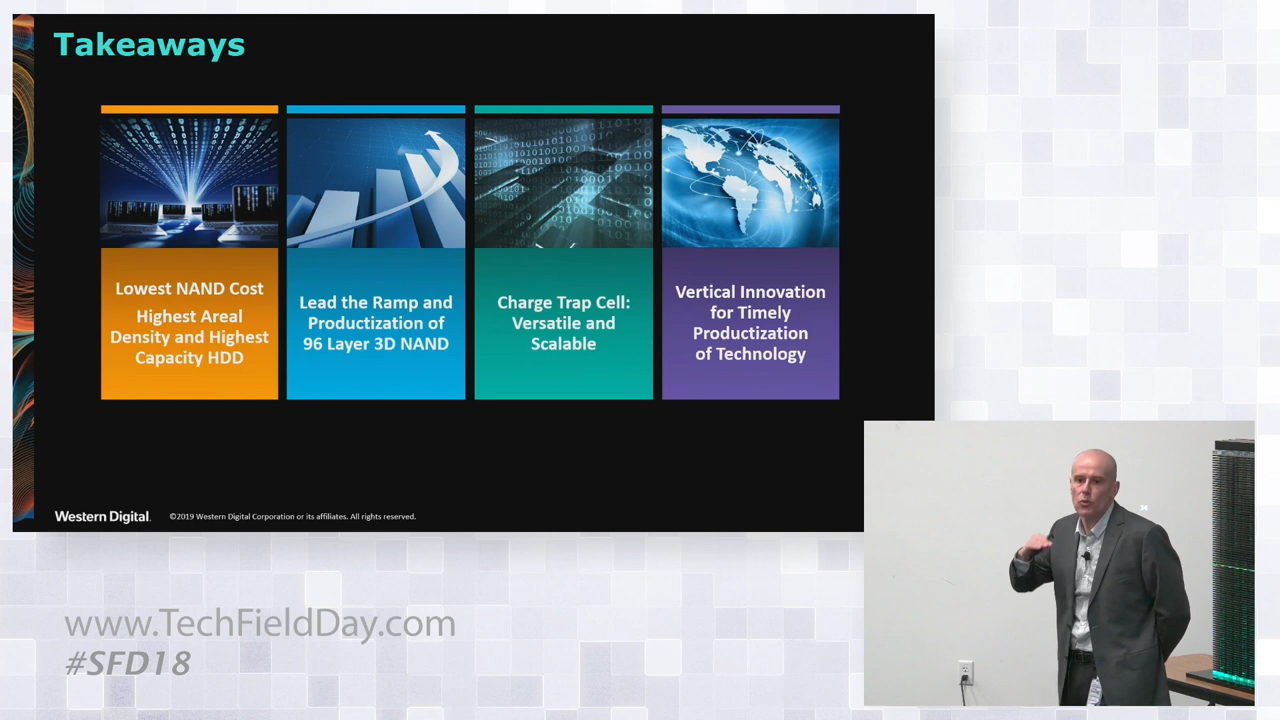 Takeaways
Lowest NAND Cost
Highest Areal
Density and Highest
Capacity HDD
Lead the Ramp and
Productization of
96 Layer 3D NAND
Charge Trap Cell:
Versatile and
Scalable
Vertical Innovation
for Timely
Productization
of Technology
Western Digital.
©2019 Western Digital Corporation or its affiliates. All rights reserved.
34
www.TechFieldDay.com
#SFD18